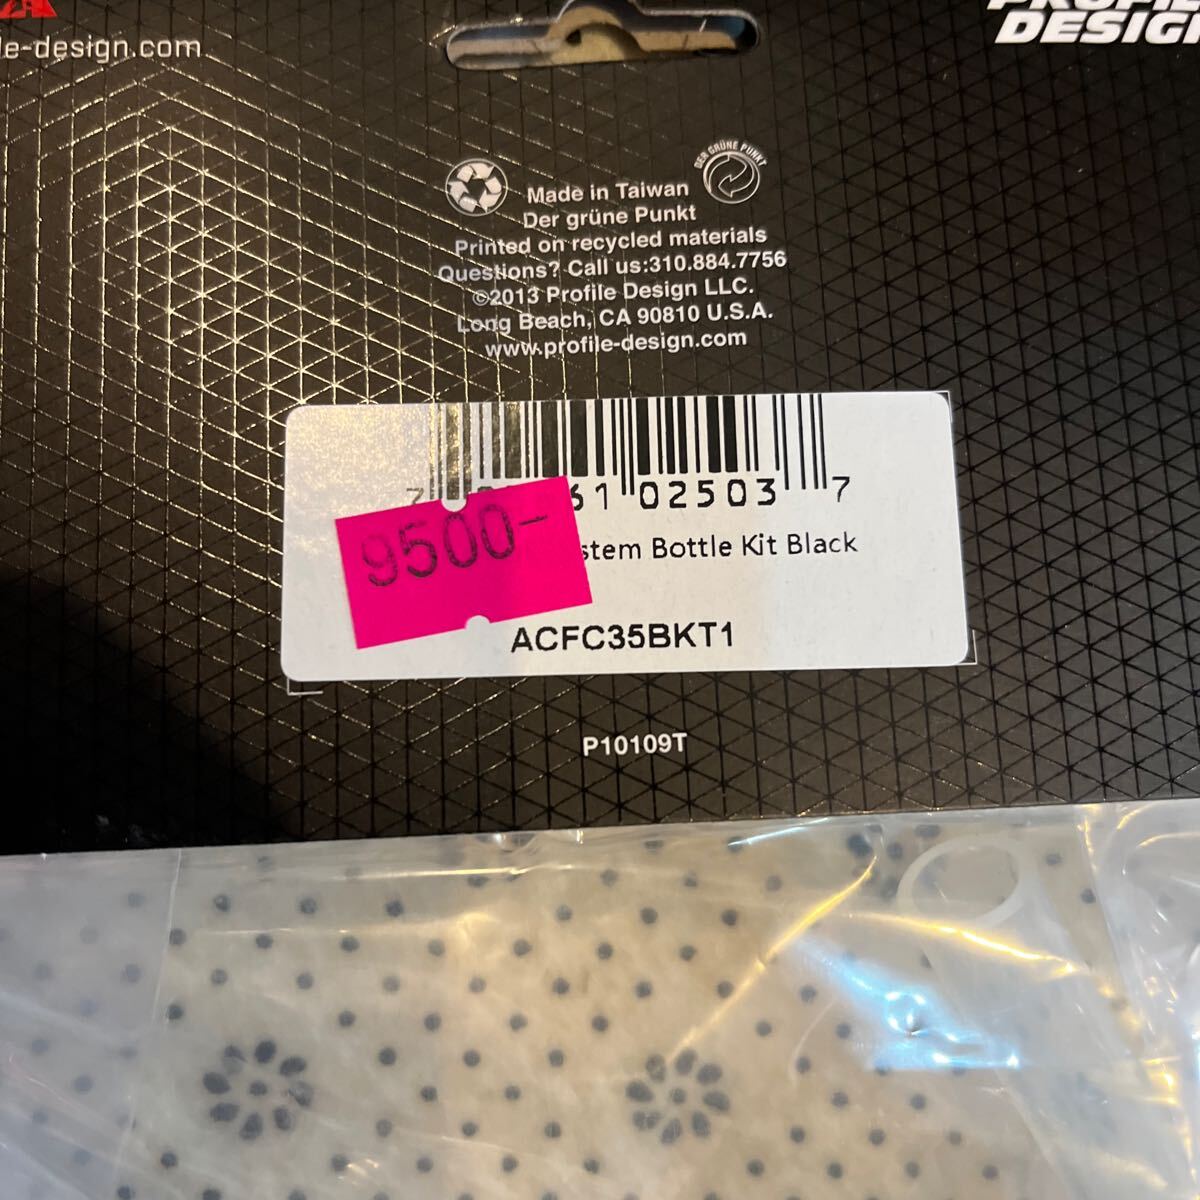 le-design.com
DESIGN
Made in Taiwan
DER GRÜNE PUNKT
Der grüne Punkt
Printed on recycled materials
Questions? Call us:310.884.7756
©2013 Profile Design LLC.
Long Beach, CA 90810 U.S.A.
www.profile-design.com
7 61 02503 7
9500-
stem Bottle Kit Black
ACFC35BKT1
P10109T